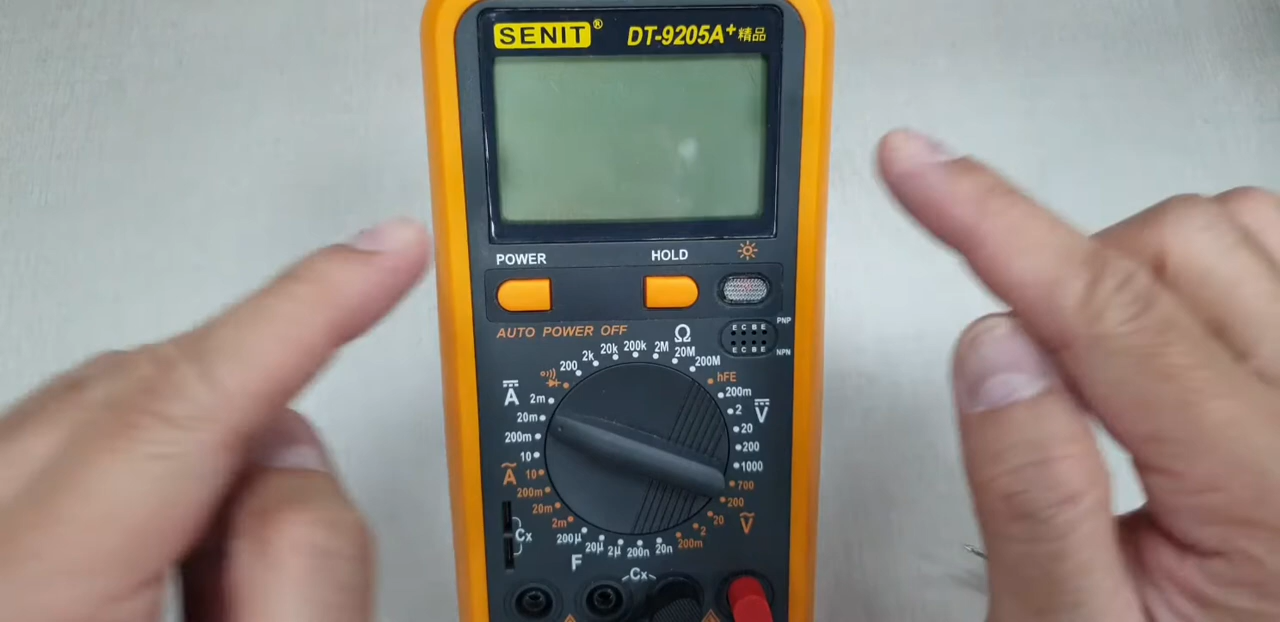 SENIT® DT-9205A+精品
POWER HOLD
AUTO POWER OFF
Ω
200 2k 20k 200k 2M 20M 200M
hFE
PNP
E C B E
E C B E
NPN
A
2m
20m
200m
10
A
10
200m
20m
2m
V
200m
2
20
200
1000
V
700
200
20
2
200m
F
200µ 20µ 2µ 200n 20n
Cx
Cx